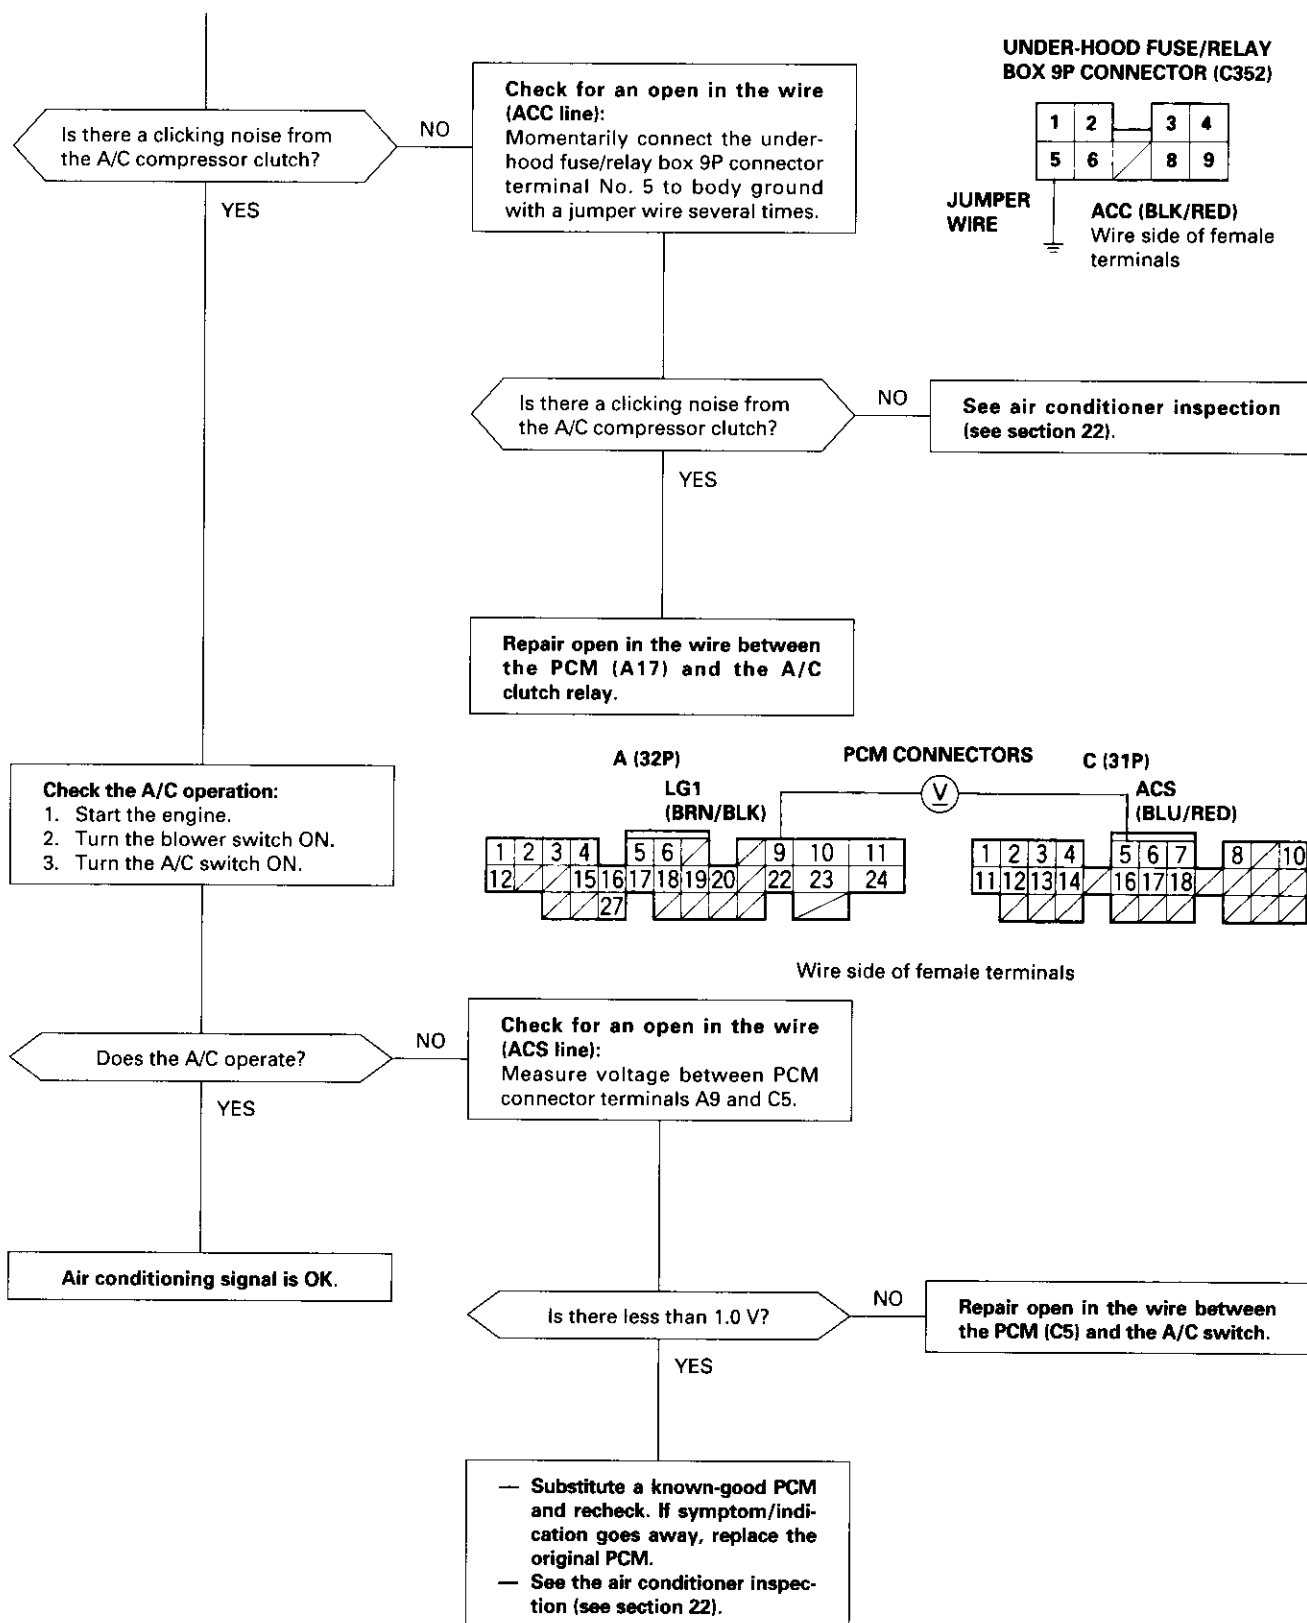 Is there a clicking noise from
the A/C compressor clutch?
NO
YES
Check for an open in the wire
(ACC line):
Momentarily connect the under-
hood fuse/relay box 9P connector
terminal No. 5 to body ground
with a jumper wire several times.
UNDER-HOOD FUSE/RELAY
BOX 9P CONNECTOR (C352)
1 2 3 4
5 6 8 9
JUMPER
WIRE
ACC (BLK/RED)
Wire side of female
terminals
Is there a clicking noise from
the A/C compressor clutch?
NO
YES
See air conditioner inspection
(see section 22).
Repair open in the wire between
the PCM (A17) and the A/C
clutch relay.
Check the A/C operation:
1. Start the engine.
2. Turn the blower switch ON.
3. Turn the A/C switch ON.
PCM CONNECTORS
A (32P)
LG1
(BRN/BLK)
V
C (31P)
ACS
(BLU/RED)
1 2 3 4 5 6 9 10 11
12 15 16 17 18 19 20 22 23 24
27
1 2 3 4 5 6 7 8 10
11 12 13 14 16 17 18
Wire side of female terminals
Does the A/C operate?
NO
YES
Check for an open in the wire
(ACS line):
Measure voltage between PCM
connector terminals A9 and C5.
Air conditioning signal is OK.
Is there less than 1.0 V?
NO
YES
Repair open in the wire between
the PCM (C5) and the A/C switch.
— Substitute a known-good PCM
and recheck. If symptom/indi-
cation goes away, replace the
original PCM.
— See the air conditioner inspec-
tion (see section 22).